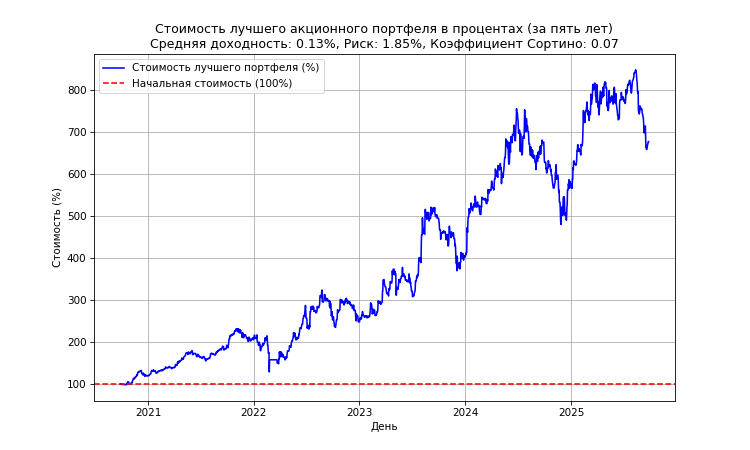 Стоимость лучшего акционного портфеля в процентах (за пять лет)
Средняя доходность: 0.13%, Риск: 1.85%, Коэффициент Сортино: 0.07
Стоимость лучшего портфеля (%)
Начальная стоимость (100%)
Стоимость (%)
800
700
600
500
400
300
200
100
2021 2022 2023 2024 2025
День